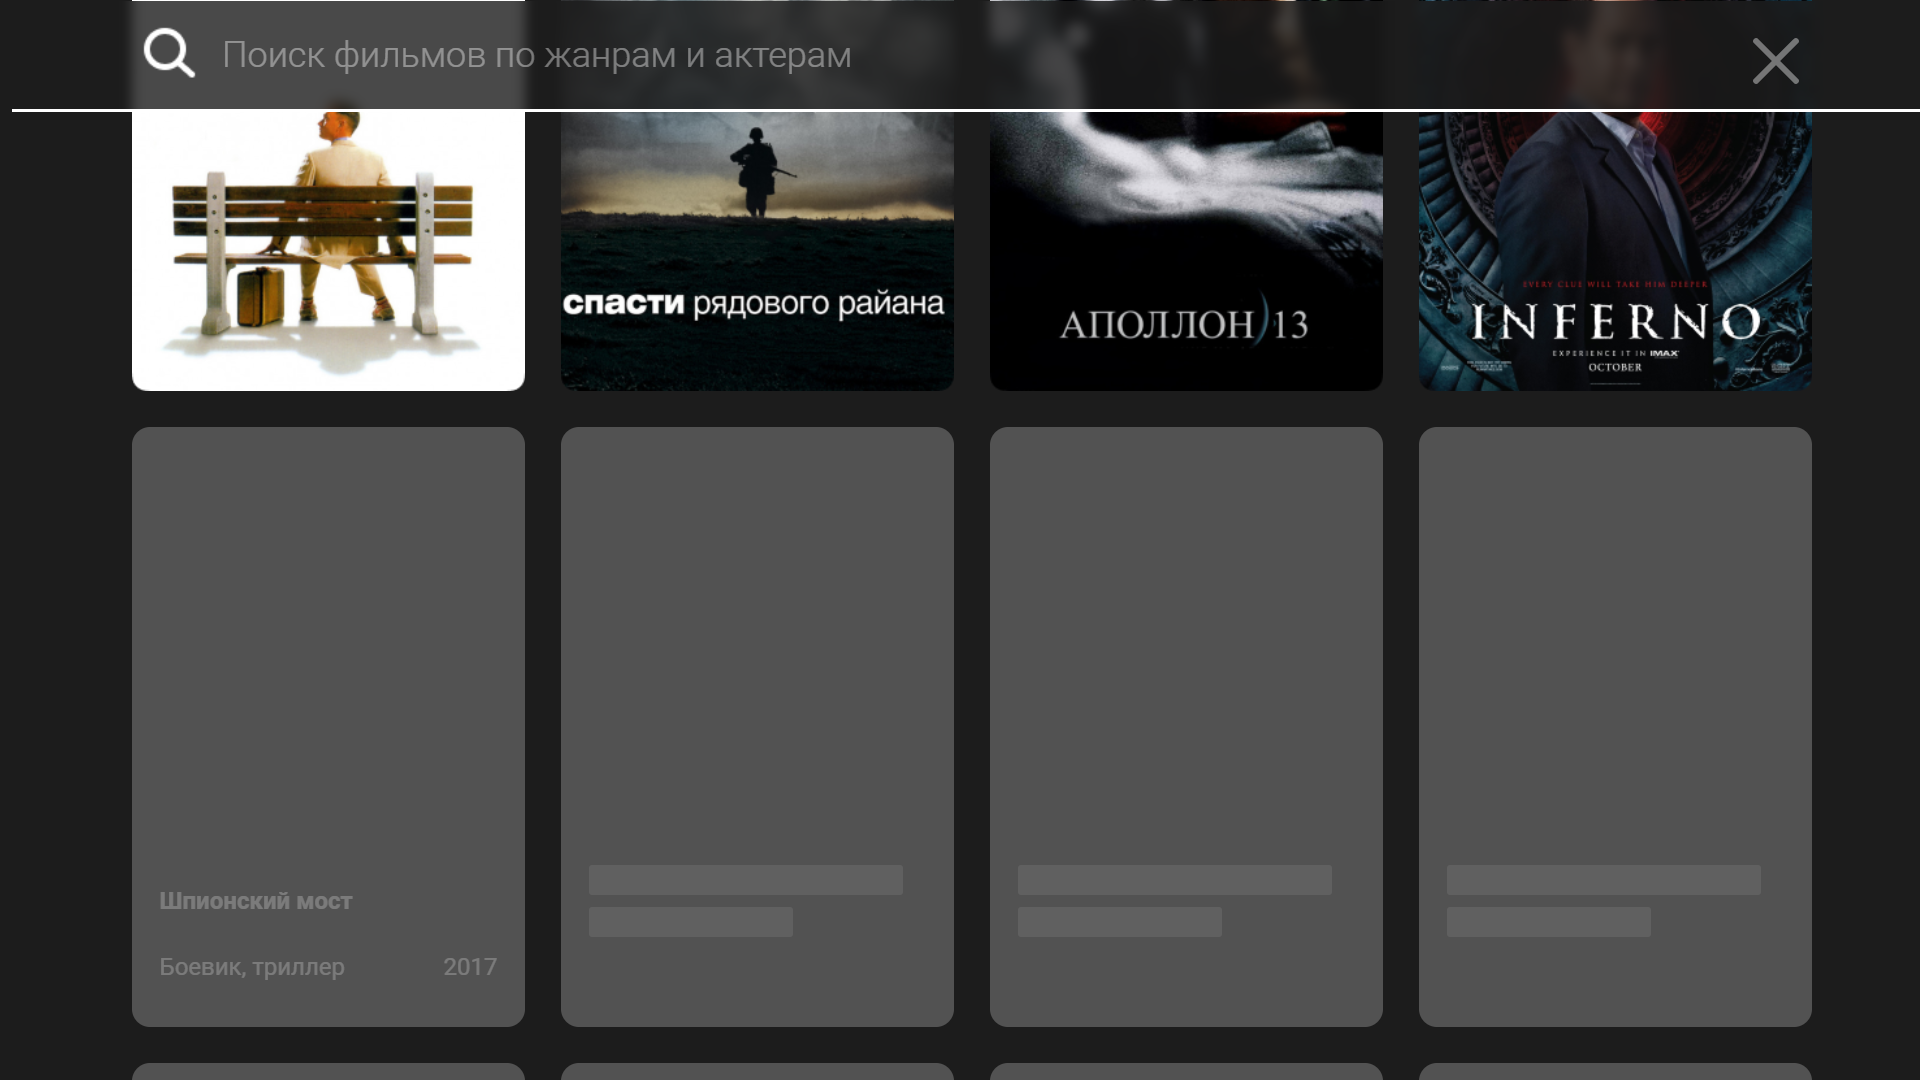 Поиск фильмов по жанрам и актерам
спасти рядового райана
АПОЛЛОН 13
EVERY CLUE WILL TAKE HIM DEEPER
INFERNO
EXPERIENCE IT IN IMAX
OCTOBER
Шпионский мост
Боевик, триллер 2017